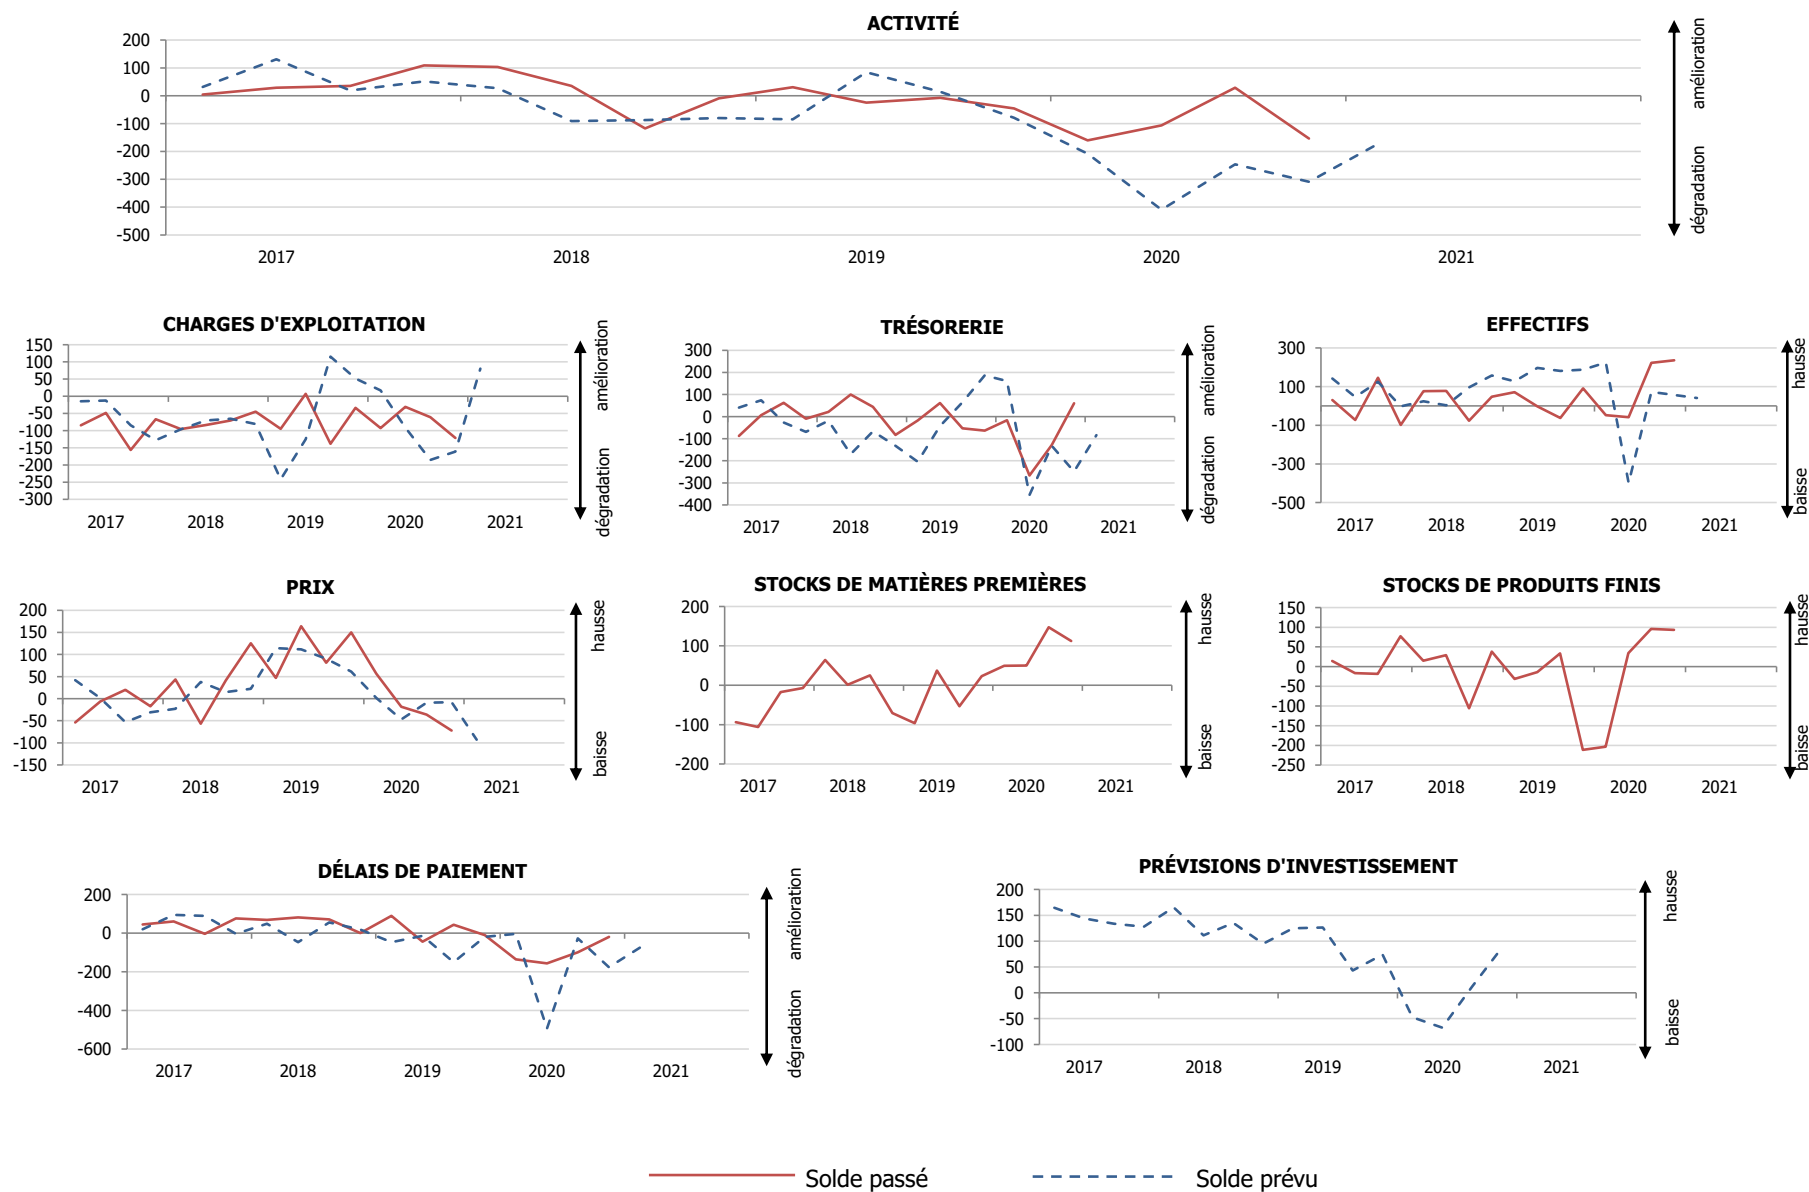 ACTIVITÉ
200
100
0
-100
-200
-300
-400
-500
2017 2018 2019 2020 2021
amélioration
dégradation
CHARGES D'EXPLOITATION
150
100
50
0
-50
-100
-150
-200
-250
-300
2017 2018 2019 2020 2021
amélioration
dégradation
TRÉSORERIE
300
200
100
0
-100
-200
-300
-400
2017 2018 2019 2020 2021
amélioration
dégradation
EFFECTIFS
300
100
-100
-300
-500
2017 2018 2019 2020 2021
hausse
baisse
PRIX
200
150
100
50
0
-50
-100
-150
2017 2018 2019 2020 2021
hausse
baisse
STOCKS DE MATIÈRES PREMIÈRES
200
100
0
-100
-200
2017 2018 2019 2020 2021
hausse
baisse
STOCKS DE PRODUITS FINIS
150
100
50
0
-50
-100
-150
-200
-250
2017 2018 2019 2020 2021
hausse
baisse
DÉLAIS DE PAIEMENT
200
0
-200
-400
-600
2017 2018 2019 2020 2021
amélioration
dégradation
PRÉVISIONS D'INVESTISSEMENT
200
150
100
50
0
-50
-100
2017 2018 2019 2020 2021
hausse
baisse
Solde passé Solde prévu